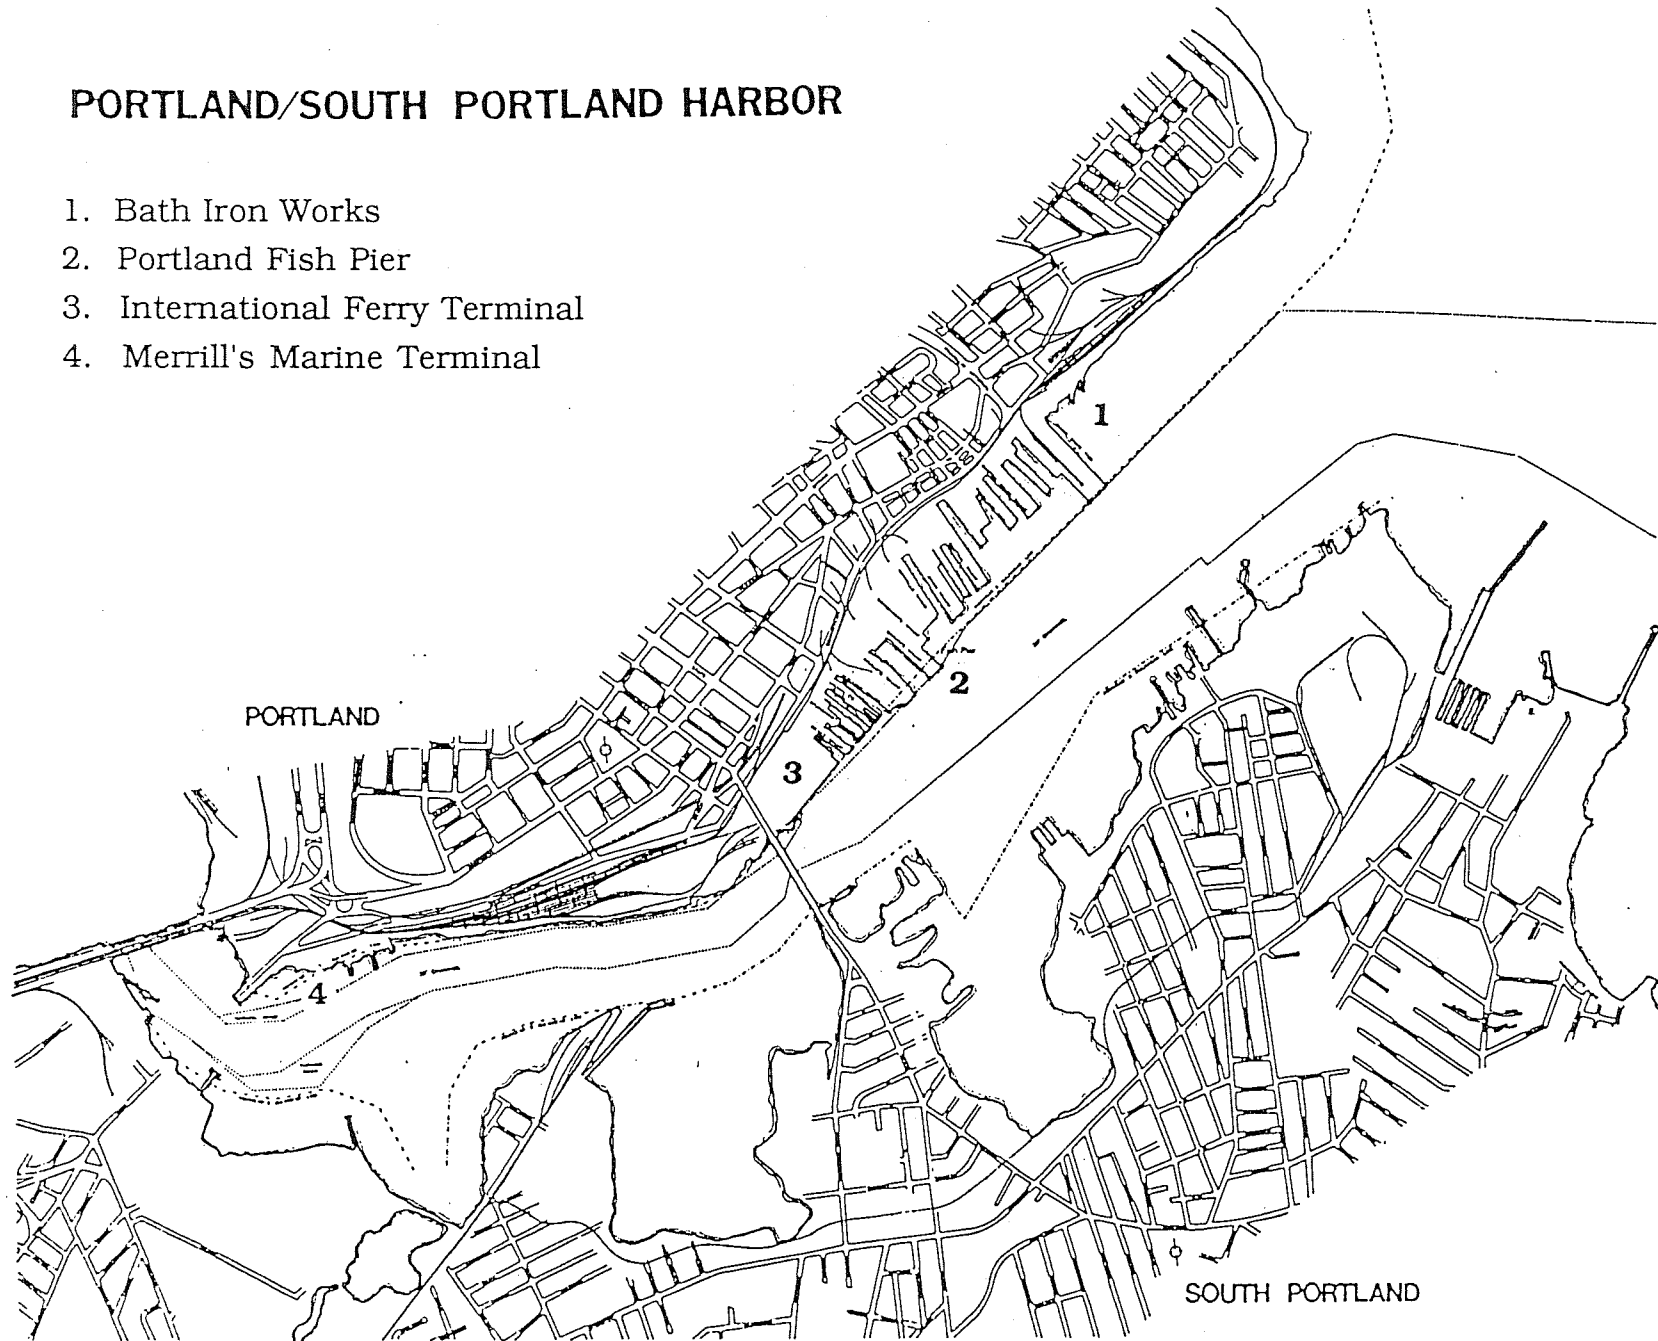 PORTLAND/SOUTH PORTLAND HARBOR
1. Bath Iron Works
2. Portland Fish Pier
3. International Ferry Terminal
4. Merrill's Marine Terminal
1
2
PORTLAND
3
4
SOUTH PORTLAND